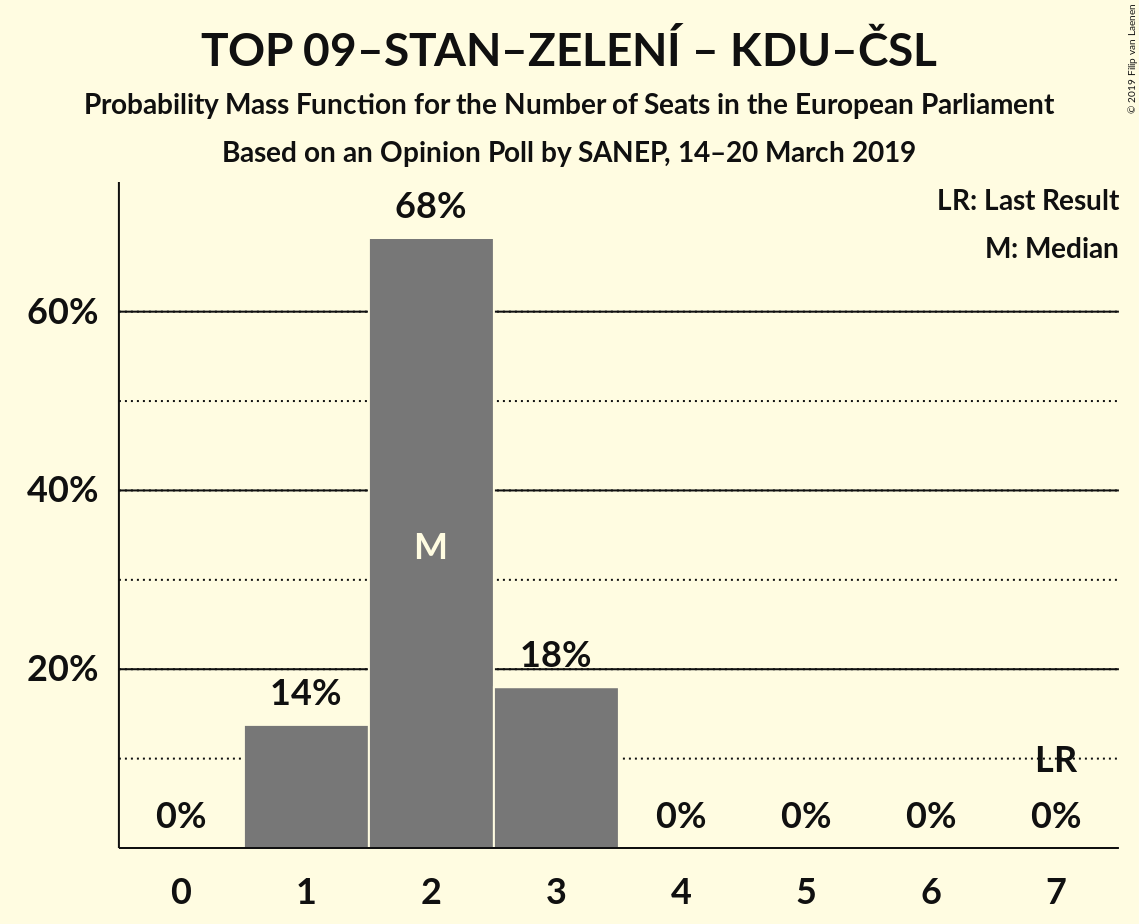 TOP 09–STAN–ZELENÍ – KDU–ČSL
Probability Mass Function for the Number of Seats in the European Parliament
Based on an Opinion Poll by SANEP, 14–20 March 2019
© 2019 Filip van Laenen
LR: Last Result
M: Median
68%
60%
40%
M
18%
20%
14%
LR
0%
0%
0%
0%
0%
0
1
2
3
4
5
6
7